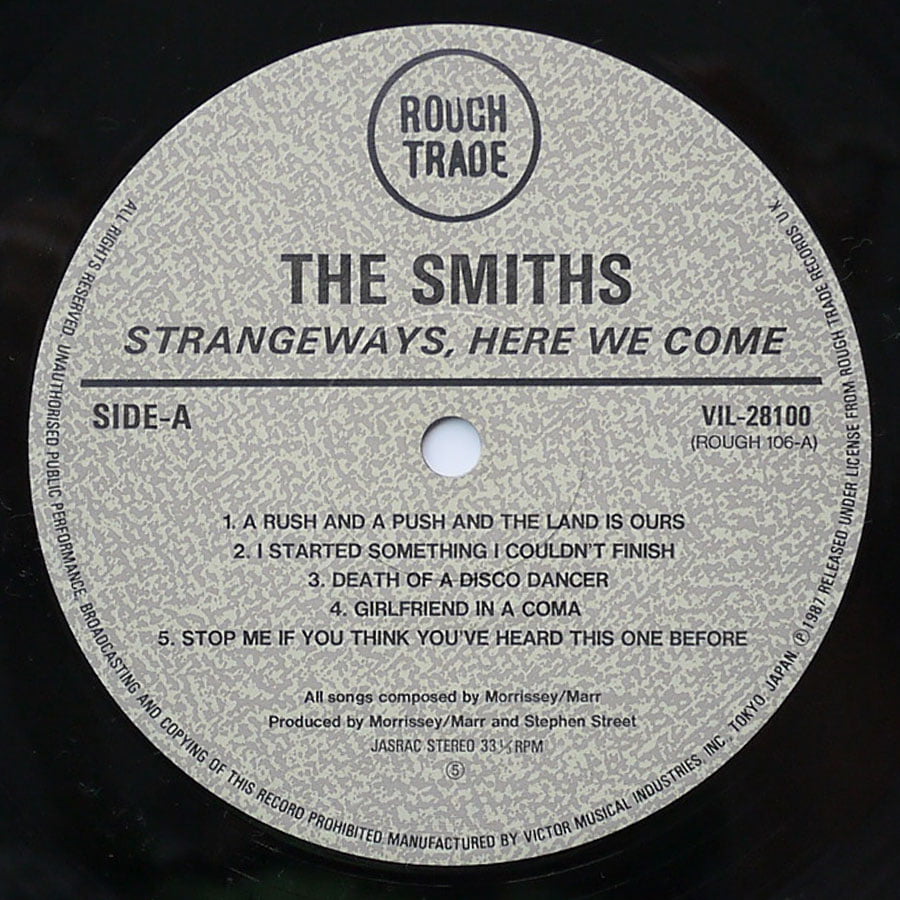 ROUGH
TRADE
THE SMITHS
STRANGEWAYS, HERE WE COME
SIDE-A
VIL-28100
(ROUGH 106-A)
1. A RUSH AND A PUSH AND THE LAND IS OURS
2. I STARTED SOMETHING I COULDN'T FINISH
3. DEATH OF A DISCO DANCER
4. GIRLFRIEND IN A COMA
5. STOP ME IF YOU THINK YOU'VE HEARD THIS ONE BEFORE
All songs composed by Morrissey/Marr
Produced by Morrissey/Marr and Stephen Street
JASRAC STEREO 33⅓ RPM
⑤
ALL RIGHTS RESERVED. UNAUTHORISED PUBLIC PERFORMANCE, BROADCASTING AND COPYING OF THIS RECORD PROHIBITED MANUFACTURED BY VICTOR MUSICAL INDUSTRIES, INC., TOKYO, JAPAN ℗1987 RELEASED UNDER LICENSE FROM ROUGH TRADE RECORDS, U.K.